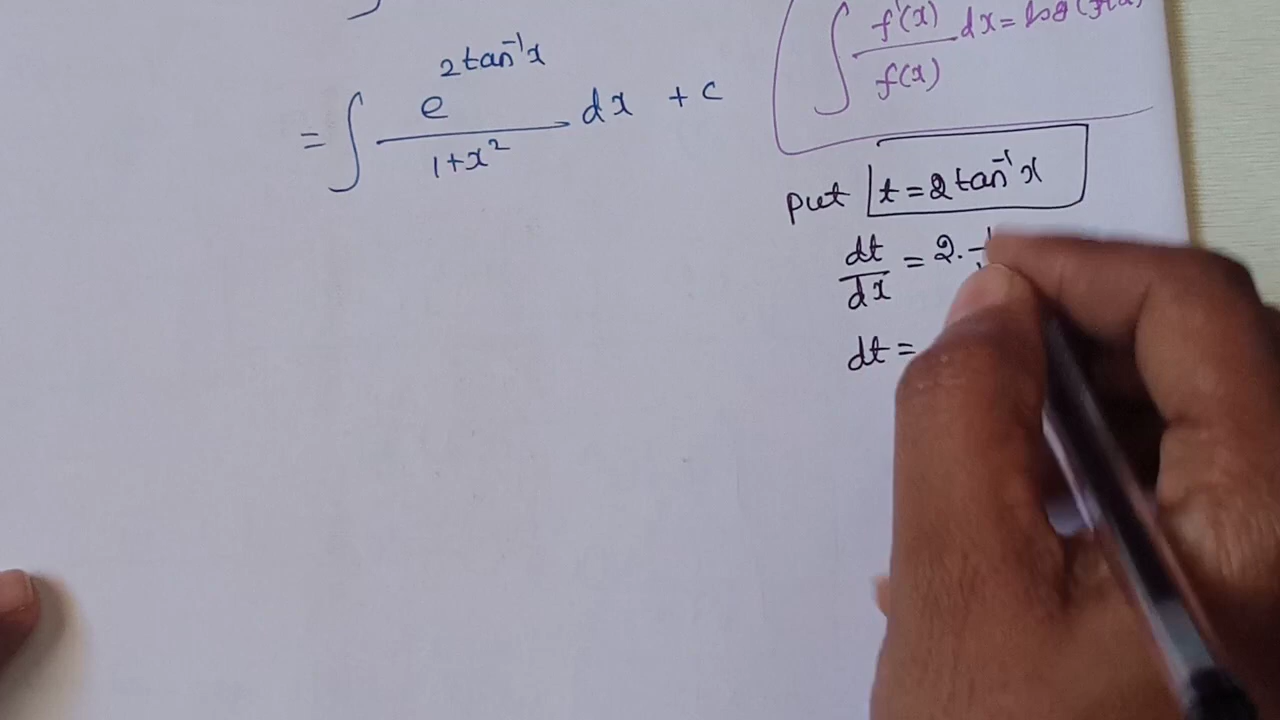 = ∫ e^(2tan⁻¹x) / (1+x²) dx + c
∫ f'(x) / f(x) dx = log
put t = 2tan⁻¹x
dt/dx = 2.
dt =